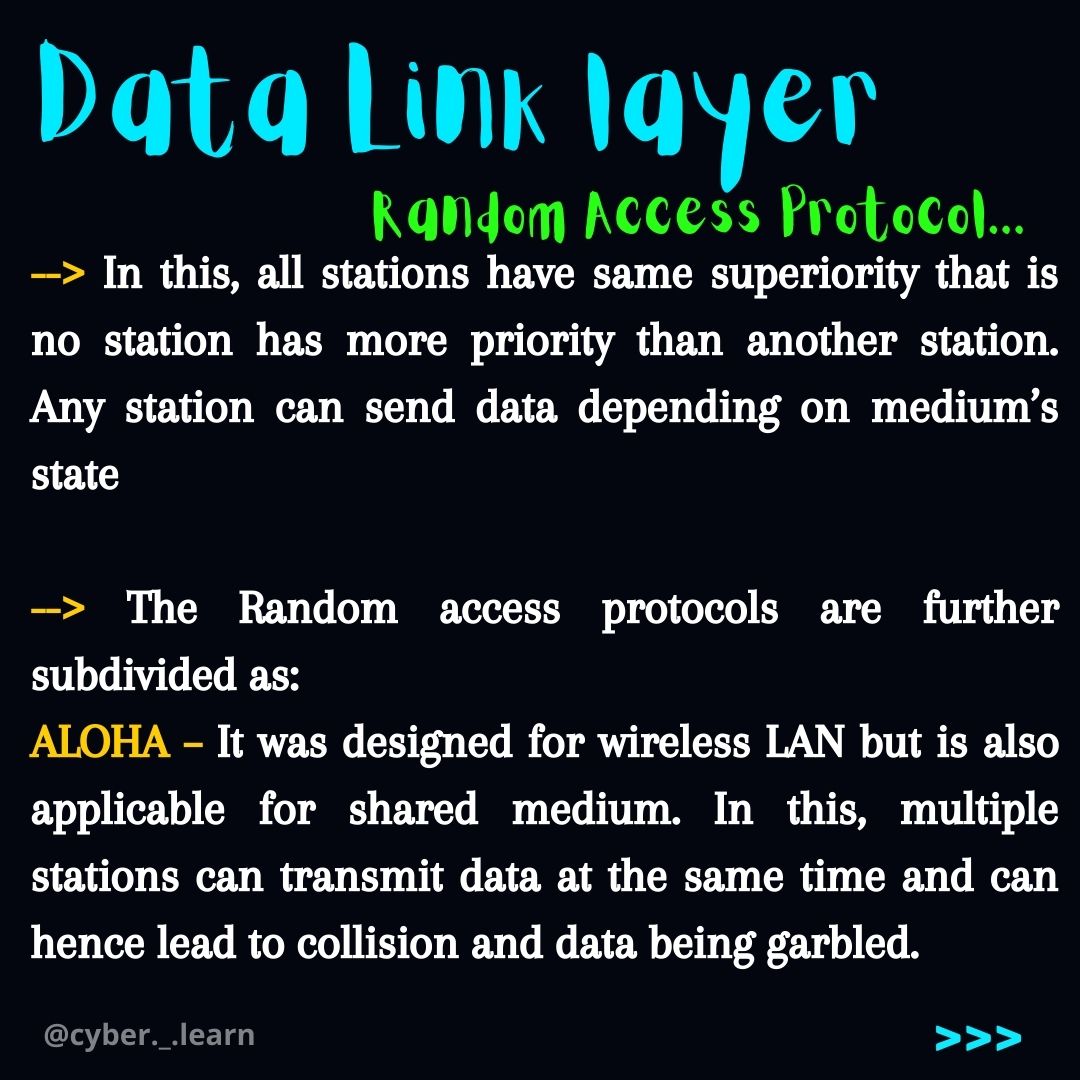 Data Link layer
Random Access Protocol...
--> In this, all stations have same superiority that is
no station has more priority than another station.
Any station can send data depending on medium’s
state
--> The Random access protocols are further
subdivided as:
ALOHA – It was designed for wireless LAN but is also
applicable for shared medium. In this, multiple
stations can transmit data at the same time and can
hence lead to collision and data being garbled.
@cyber._.learn
>>>